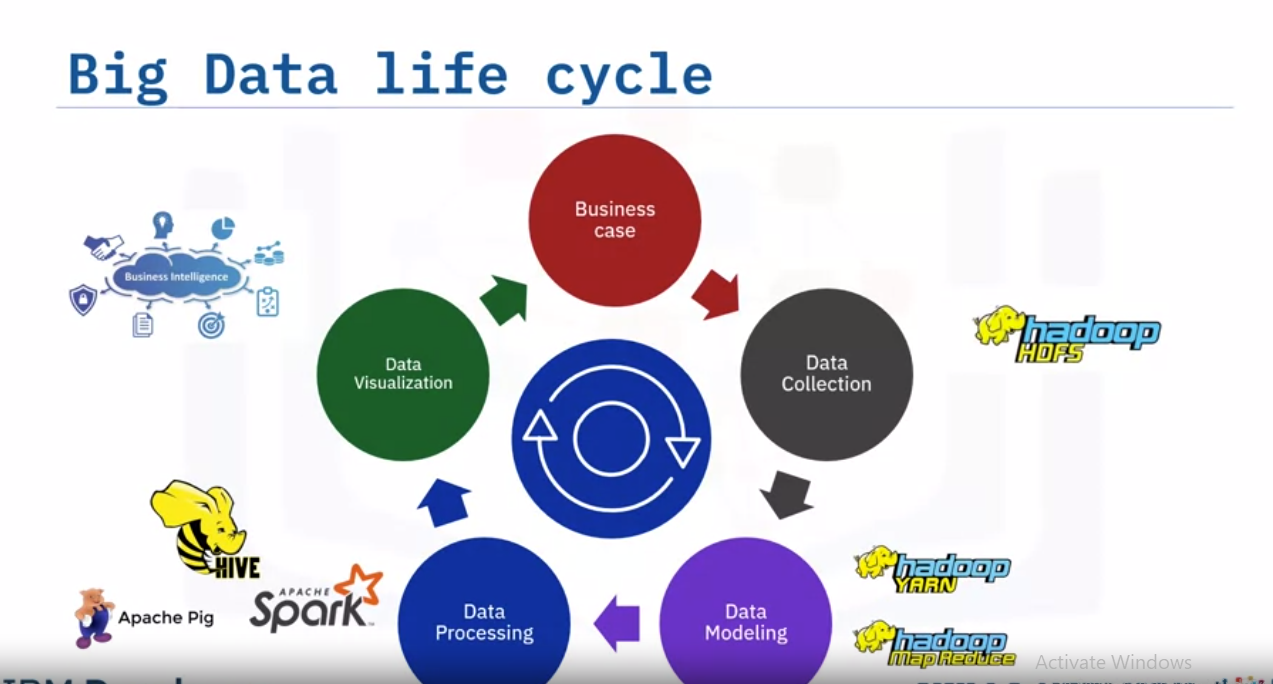 Big Data life cycle
Business
case
Business Intelligence
hadoop
HDFS
Data
Visualization
Data
Collection
HIVE
hadoop
YARN
APACHE
Spark
Apache Pig
Data
Processing
Data
Modeling
hadoop
MapReduce
Activate Windows